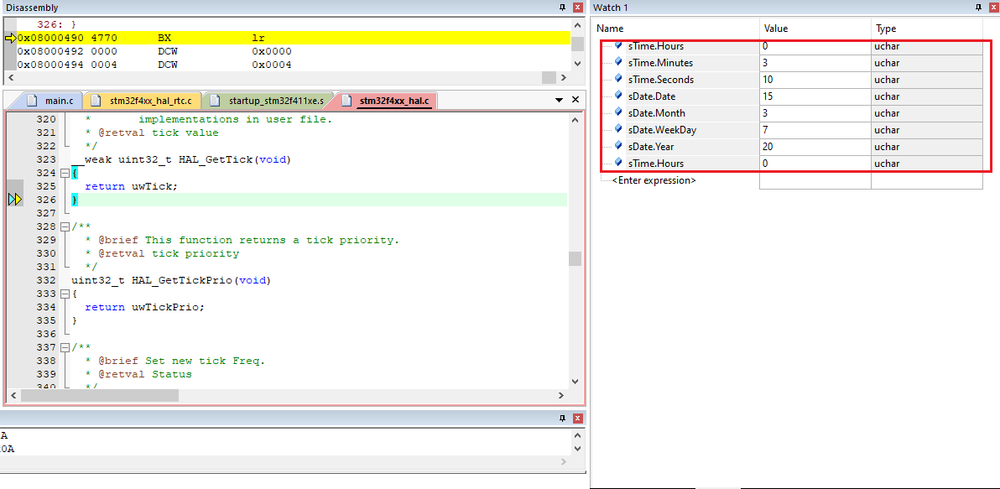 Disassembly
326: }
0x08000490 4770 BX lr
0x08000492 0000 DCW 0x0000
0x08000494 0004 DCW 0x0004
main.c stm32f4xx_hal_rtc.c startup_stm32f411xe.s stm32f4xx_hal.c
320 * implementations in user file.
321 * @retval tick value
322 */
323 __weak uint32_t HAL_GetTick(void)
324 {
325 return uwTick;
326 }
327
328 /**
329 * @brief This function returns a tick priority.
330 * @retval tick priority
331 */
332 uint32_t HAL_GetTickPrio(void)
333 {
334 return uwTickPrio;
335 }
336
337 /**
338 * @brief Set new tick Freq.
339 * @retval Status
340 */
A
0A
Watch 1
Name Value Type
sTime.Hours 0 uchar
sTime.Minutes 3 uchar
sTime.Seconds 10 uchar
sDate.Date 15 uchar
sDate.Month 3 uchar
sDate.WeekDay 7 uchar
sDate.Year 20 uchar
sTime.Hours 0 uchar
<Enter expression>